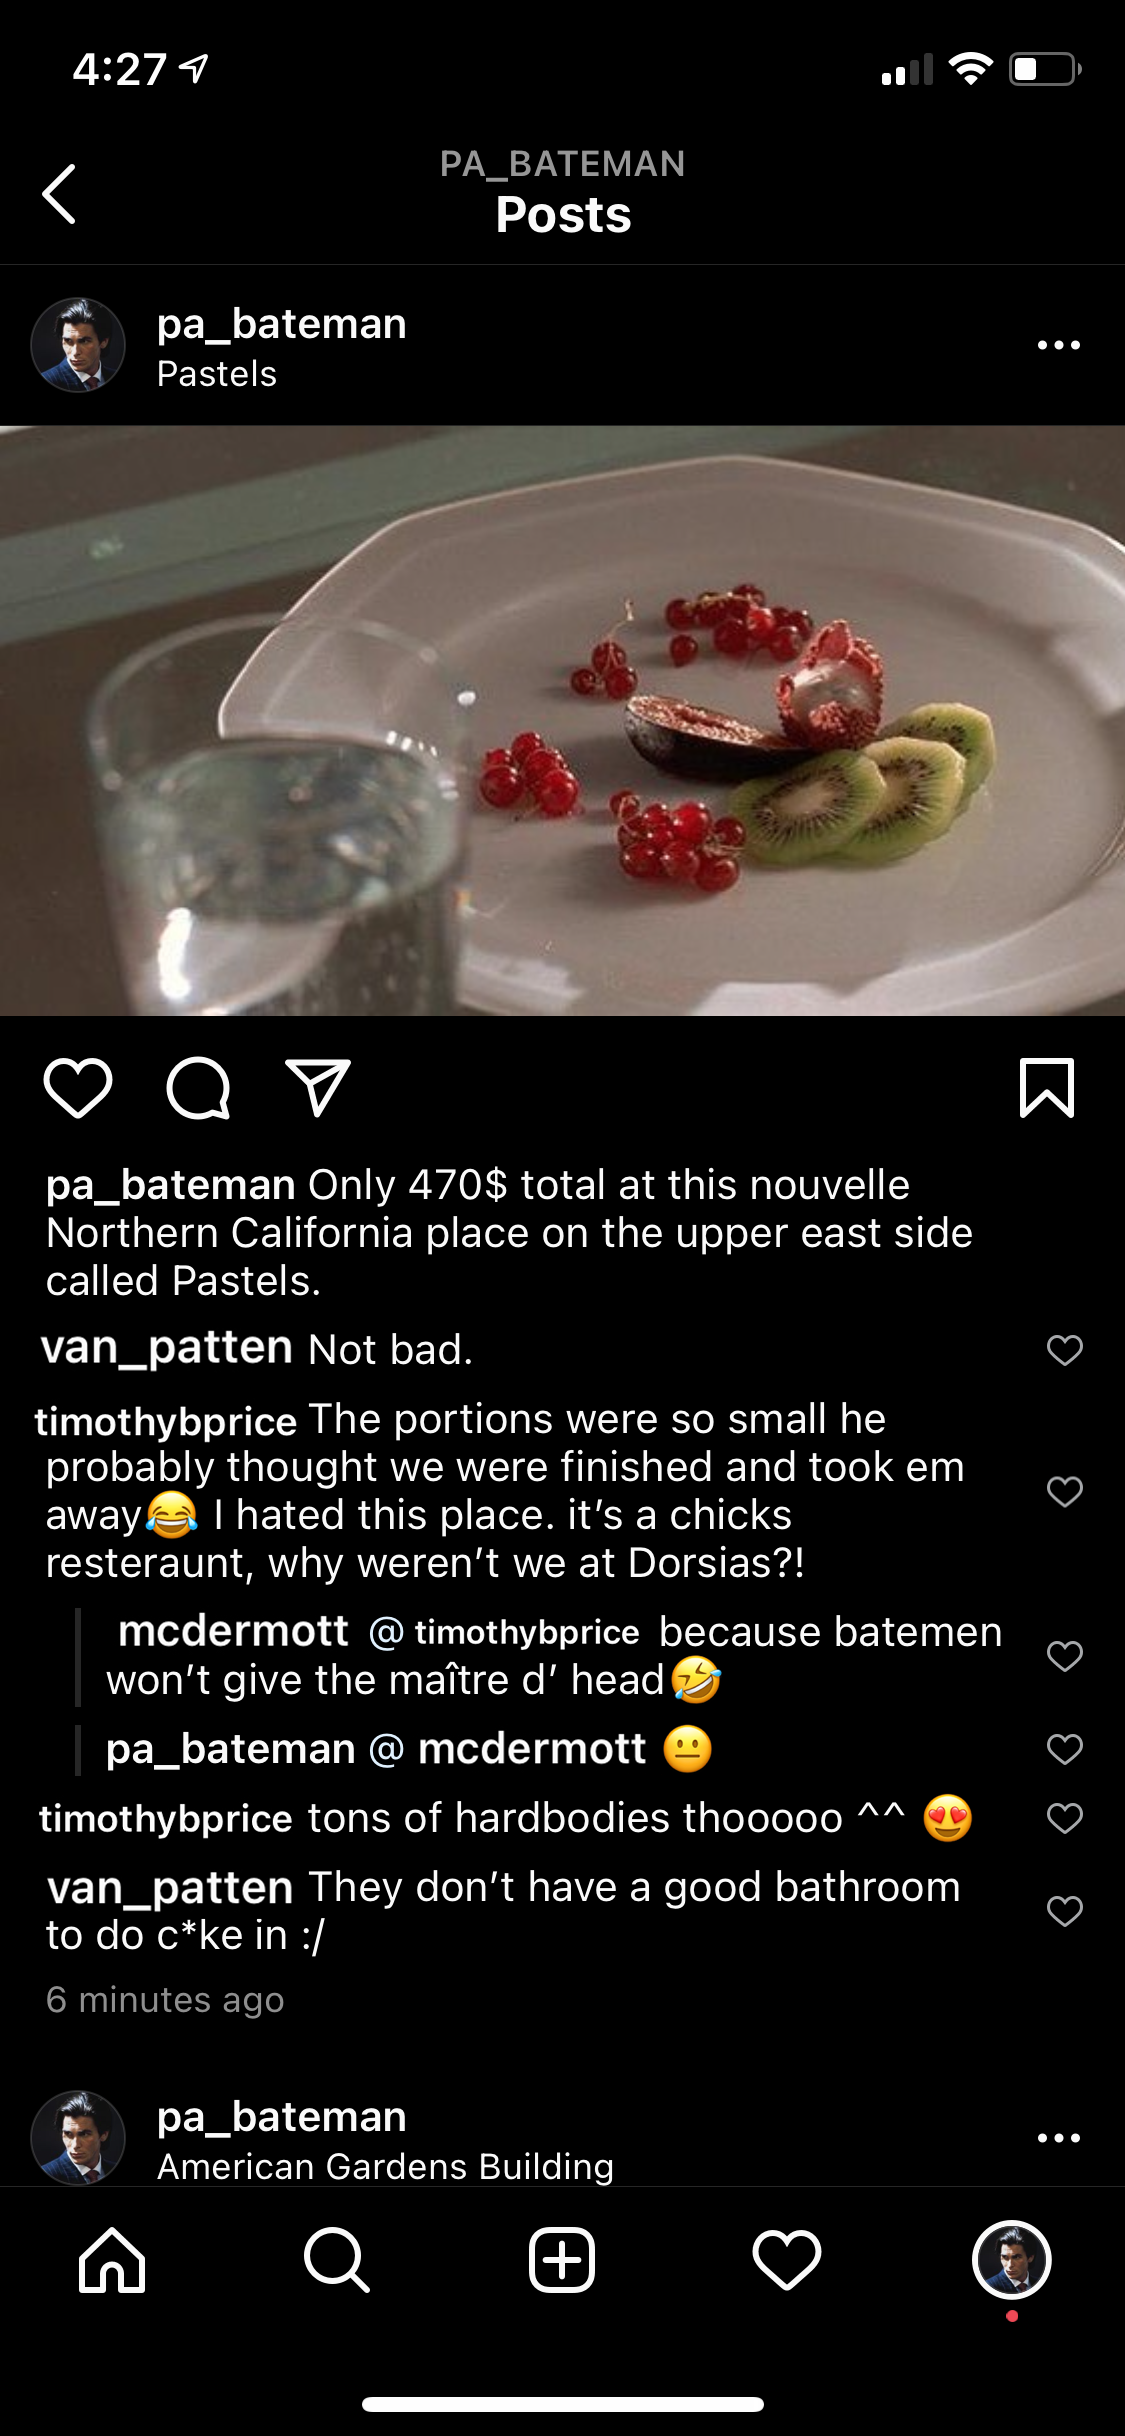 4:27
PA_BATEMAN
Posts
pa_bateman
Pastels
pa_bateman Only 470$ total at this nouvelle
Northern California place on the upper east side
called Pastels.
van_patten Not bad.
timothybprice The portions were so small he
probably thought we were finished and took em
away😂 I hated this place. it’s a chicks
resteraunt, why weren’t we at Dorsias?!
mcdermott @ timothybprice because batemen
won’t give the maître d’ head🤣
pa_bateman @ mcdermott 😐
timothybprice tons of hardbodies thooooo ^^ 😍
van_patten They don’t have a good bathroom
to do c*ke in :/
6 minutes ago
pa_bateman
American Gardens Building